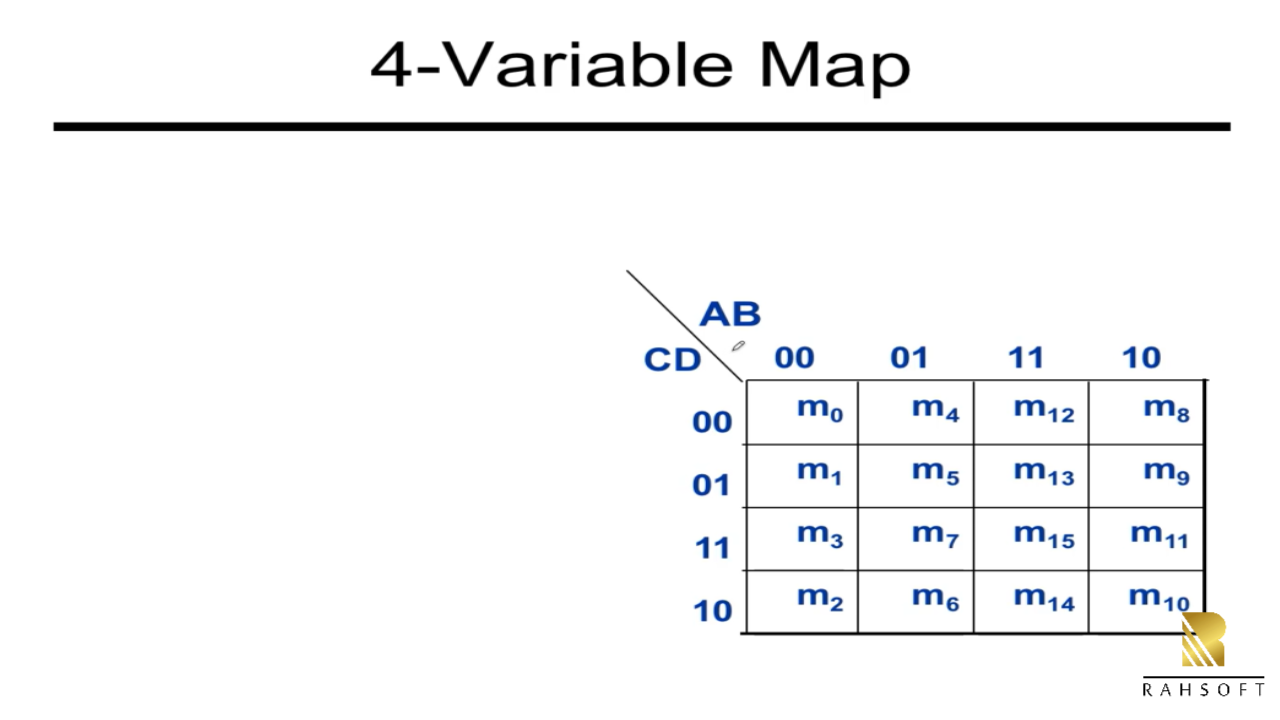 4-Variable Map
AB
CD 00 01 11 10
00 m₀ m₄ m₁₂ m₈
01 m₁ m₅ m₁₃ m₉
11 m₃ m₇ m₁₅ m₁₁
10 m₂ m₆ m₁₄ m₁₀
RAHSOFT